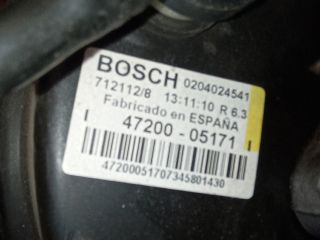 BOSCH 0204024541
712112/8 13:11:10 R 6.3
Fabricado en ESPAÑA
47200 - 05171
47200051707345801430